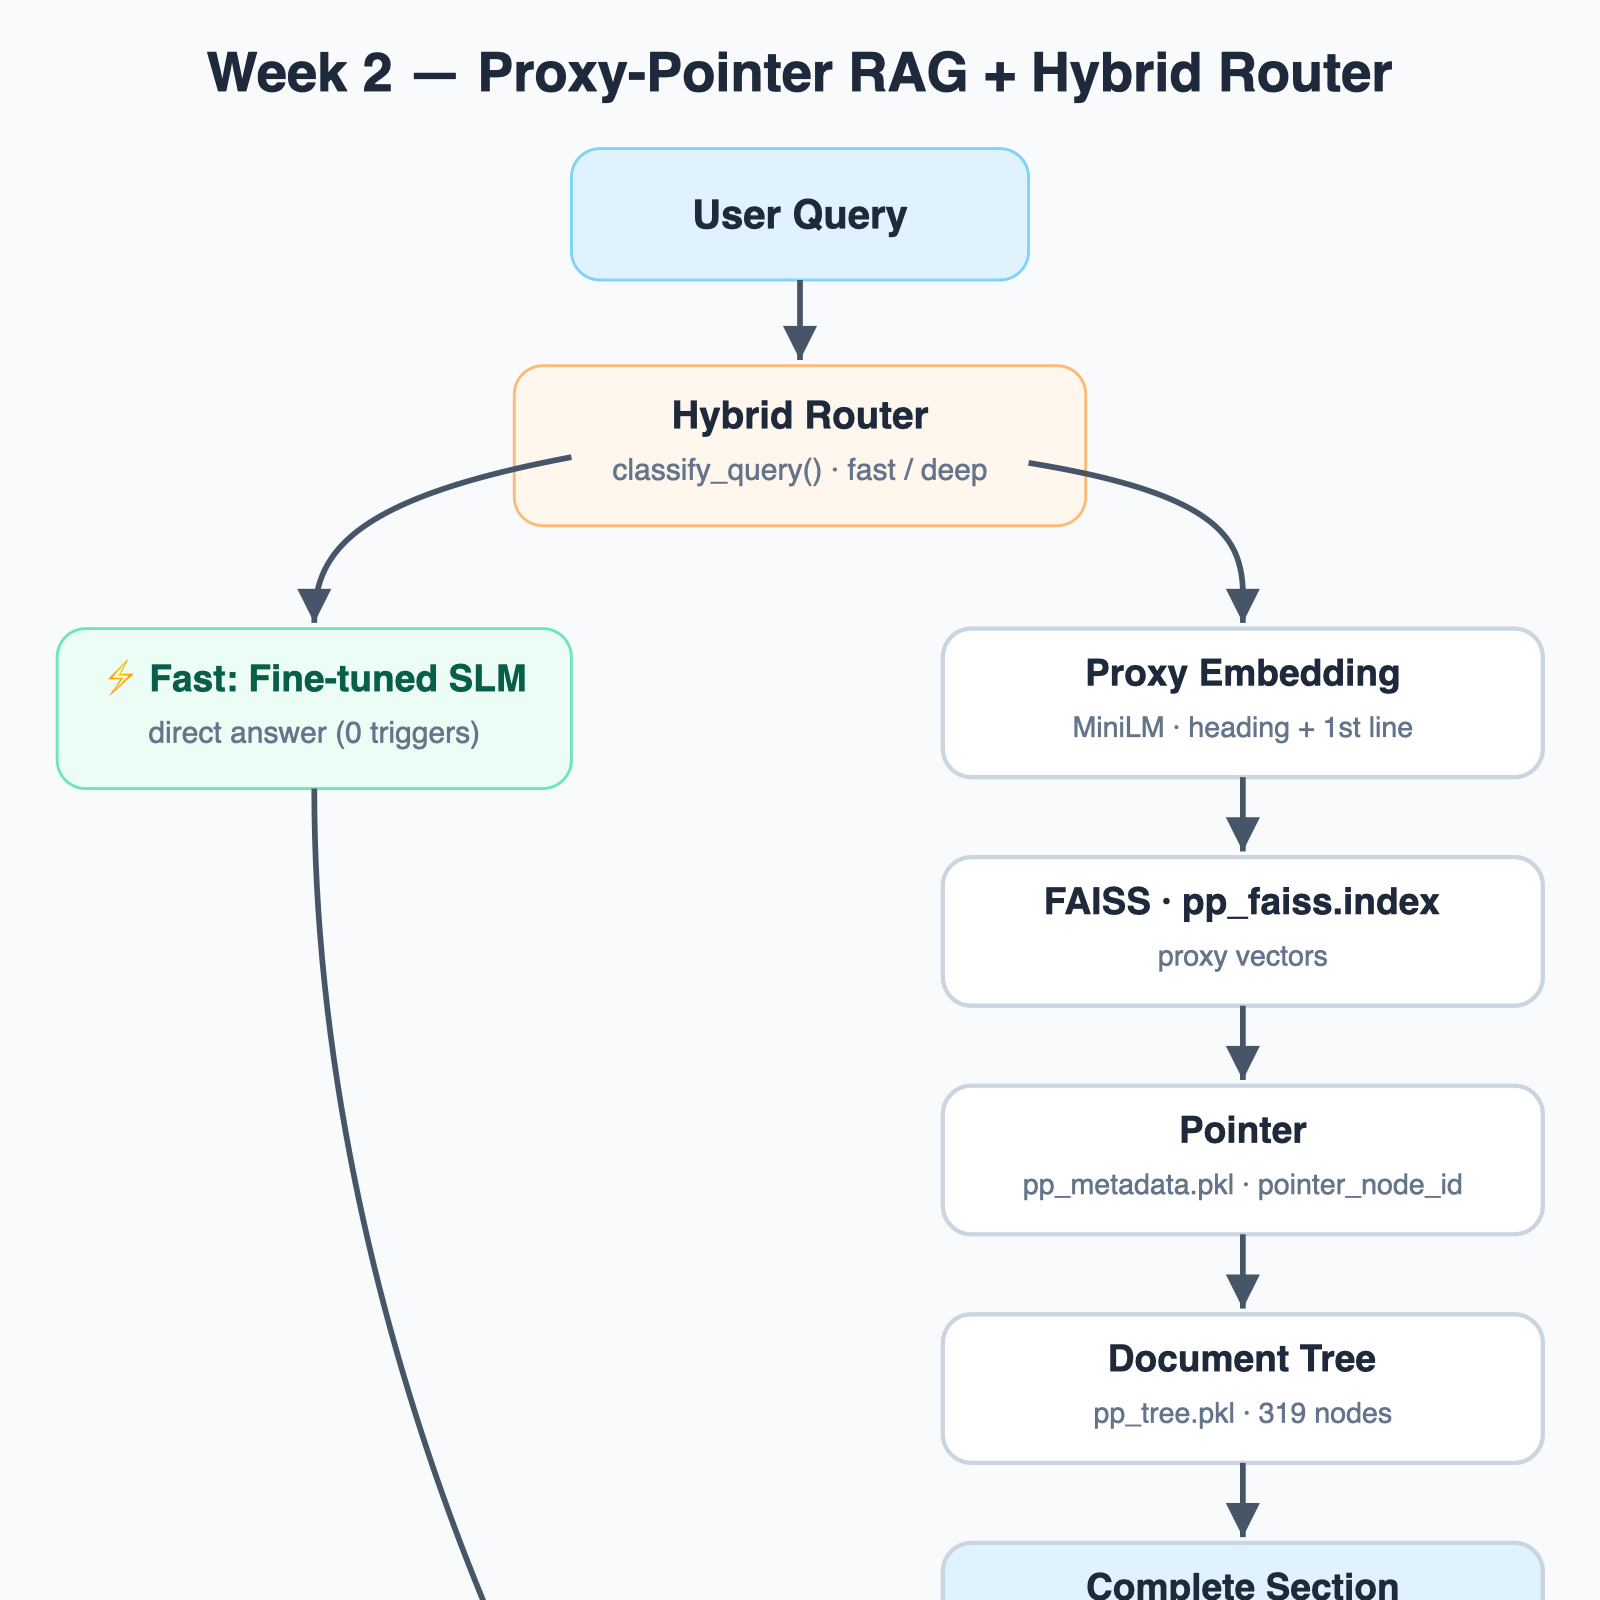 Week 2 — Proxy-Pointer RAG + Hybrid Router
User Query
Hybrid Router
classify_query() · fast / deep
⚡ Fast: Fine-tuned SLM
direct answer (0 triggers)
Proxy Embedding
MiniLM · heading + 1st line
FAISS · pp_faiss.index
proxy vectors
Pointer
pp_metadata.pkl · pointer_node_id
Document Tree
pp_tree.pkl · 319 nodes
Complete Section